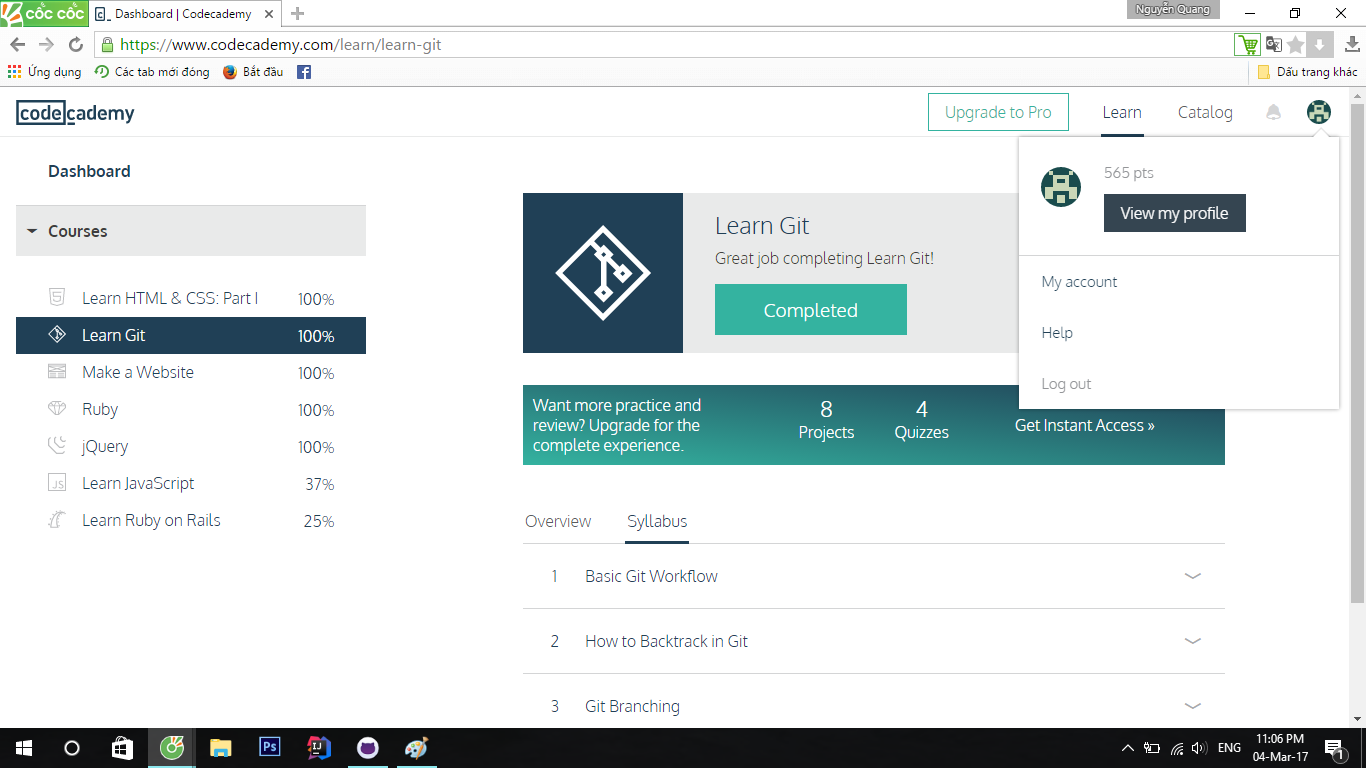 CỐC CỐC
Dashboard | Codecademy
Nguyễn Quang
https://www.codecademy.com/learn/learn-git
Ứng dụng
Các tab mới đóng
Bắt đầu
Dấu trang khác
codecademy
Upgrade to Pro
Learn
Catalog
Dashboard
Courses
Learn HTML & CSS: Part I 100%
Learn Git 100%
Make a Website 100%
Ruby 100%
jQuery 100%
Learn JavaScript 37%
Learn Ruby on Rails 25%
Learn Git
Great job completing Learn Git!
Completed
565 pts
View my profile
My account
Help
Log out
Want more practice and
review? Upgrade for the
complete experience.
8
Projects
4
Quizzes
Get Instant Access »
Overview
Syllabus
1 Basic Git Workflow
2 How to Backtrack in Git
3 Git Branching
Ps
IJ
ENG
11:06 PM
04-Mar-17
1